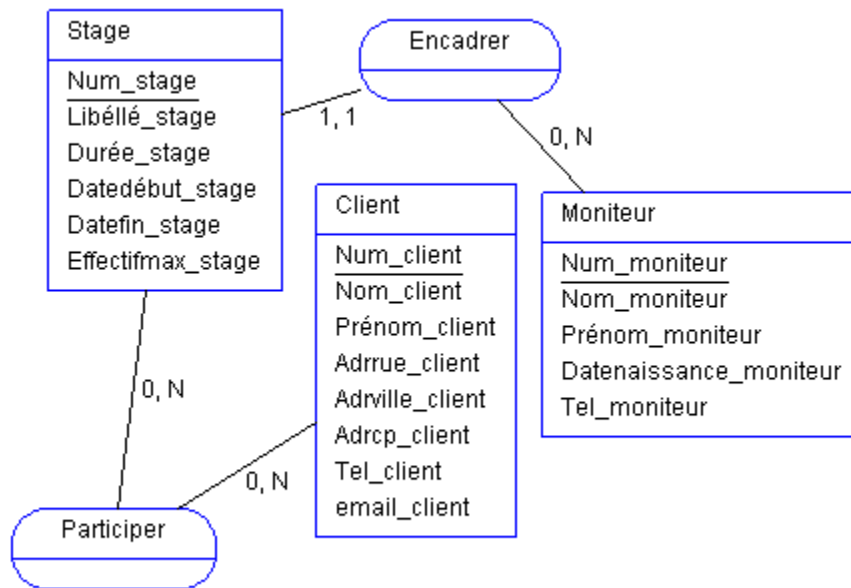 Stage
Num_stage
Libéllé_stage
Durée_stage
Datedébut_stage
Datefin_stage
Effectifmax_stage
Encadrer
1, 1
0, N
Client
Num_client
Nom_client
Prénom_client
Adrrue_client
Adrville_client
Adrcp_client
Tel_client
email_client
Moniteur
Num_moniteur
Nom_moniteur
Prénom_moniteur
Datenaissance_moniteur
Tel_moniteur
0, N
0, N
Participer